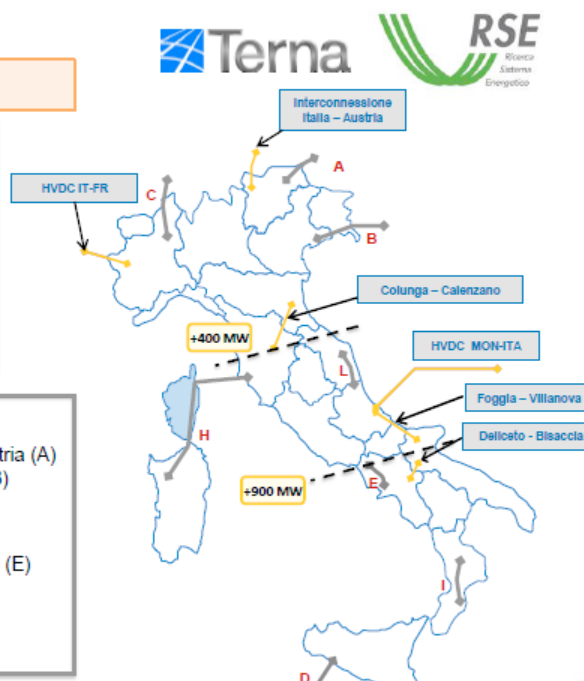 Terna
RSE
Ricerca
Sistema
Energetico
Interconnessione
Italia – Austria
A
HVDC IT-FR
C
B
Colunga – Calenzano
+400 MW
HVDC MON-ITA
L
Foggia – Villanova
H
Deliceto - Bisaccia
tria (A)
)
E
+900 MW
(E)
I
D